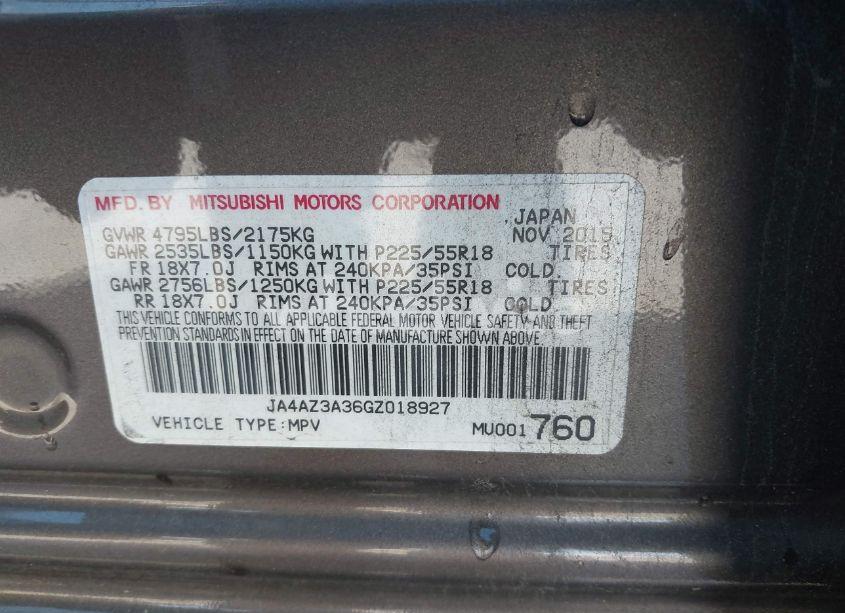 MFD. BY MITSUBISHI MOTORS CORPORATION
JAPAN
GVWR 4795LBS/2175KG NOV 2015
GAWR 2535LBS/1150KG WITH P225/55R18 TIRES
FR 18X7.0J RIMS AT 240KPA/35PSI COLD
GAWR 2756LBS/1250KG WITH P225/55R18 TIRES
RR 18X7.0J RIMS AT 240KPA/35PSI COLD
THIS VEHICLE CONFORMS TO ALL APPLICABLE FEDERAL MOTOR VEHICLE SAFETY AND THEFT
PREVENTION STANDARDS IN EFFECT ON THE DATE OF MANUFACTURE SHOWN ABOVE.
JA4AZ3A36GZ018927
VEHICLE TYPE:MPV MU001760